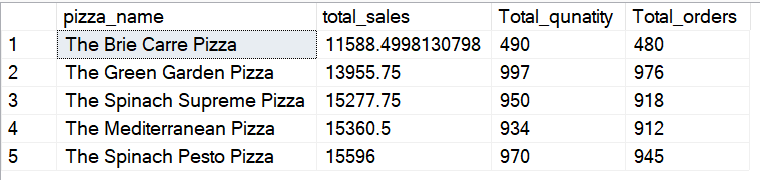 pizza_name total_sales Total_qunatity Total_orders
1 The Brie Carre Pizza 11588.4998130798 490 480
2 The Green Garden Pizza 13955.75 997 976
3 The Spinach Supreme Pizza 15277.75 950 918
4 The Mediterranean Pizza 15360.5 934 912
5 The Spinach Pesto Pizza 15596 970 945